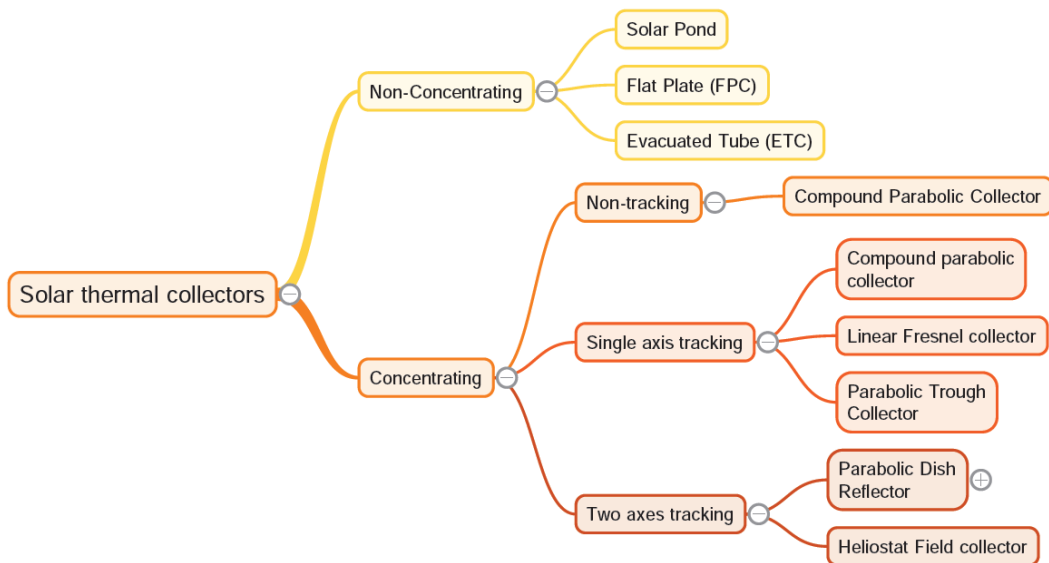 Solar Pond
Non-Concentrating
Flat Plate (FPC)
Evacuated Tube (ETC)
Non-tracking
Compound Parabolic Collector
Solar thermal collectors
Compound parabolic
collector
Single axis tracking
Linear Fresnel collector
Concentrating
Parabolic Trough
Collector
Parabolic Dish
Reflector
Two axes tracking
Heliostat Field collector